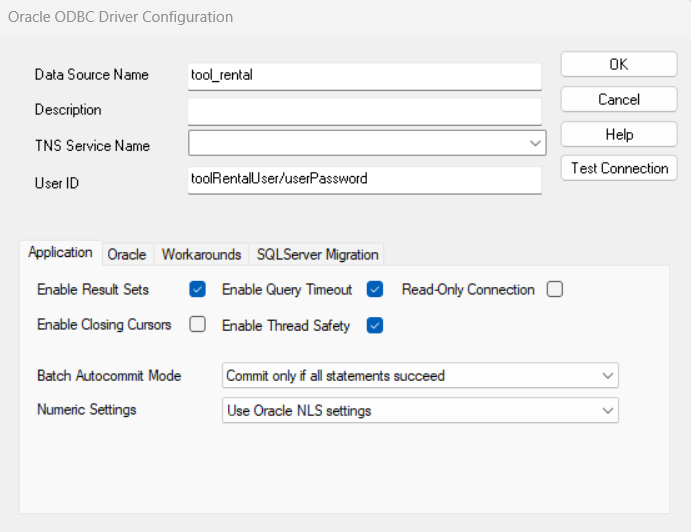 Oracle ODBC Driver Configuration
Data Source Name tool_rental OK
Description Cancel
TNS Service Name Help
User ID toolRentalUser/userPassword Test Connection
Application Oracle Workarounds SQLServer Migration
Enable Result Sets Enable Query Timeout Read-Only Connection
Enable Closing Cursors Enable Thread Safety
Batch Autocommit Mode Commit only if all statements succeed
Numeric Settings Use Oracle NLS settings